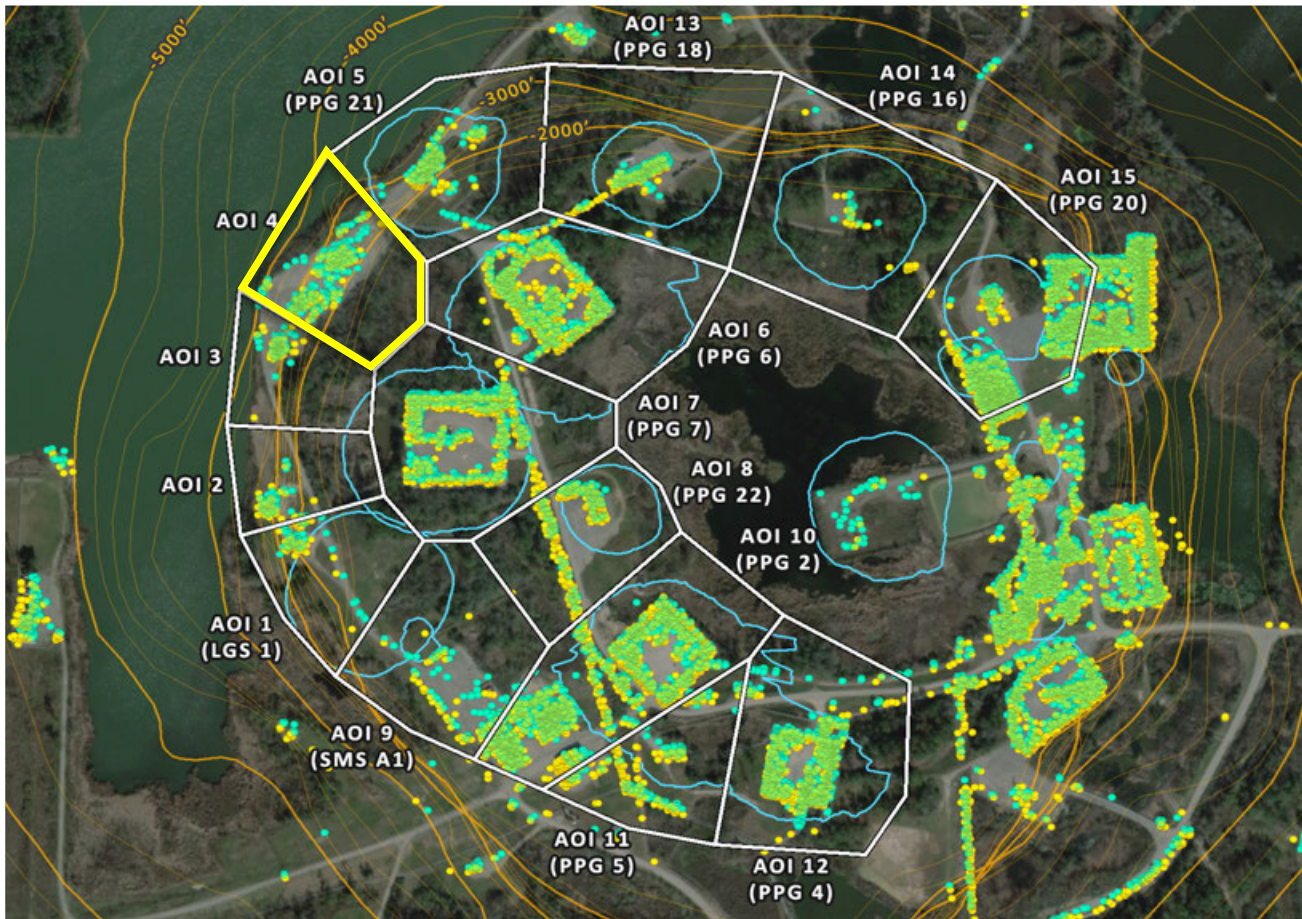 AOI 13
(PPG 18)
-5000'
-4000'
AOI 5
(PPG 21)
AOI 14
(PPG 16)
-3000'
-2000'
AOI 15
(PPG 20)
AOI 4
AOI 3
AOI 6
(PPG 6)
AOI 7
(PPG 7)
AOI 8
(PPG 22)
AOI 2
AOI 10
(PPG 2)
AOI 1
(LGS 1)
AOI 9
(SMS A1)
AOI 11
(PPG 5)
AOI 12
(PPG 4)